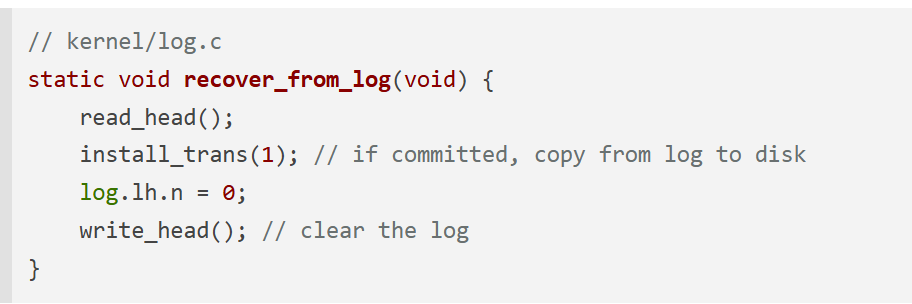 // kernel/log.c
static void recover_from_log(void) {
    read_head();
    install_trans(1); // if committed, copy from log to disk
    log.lh.n = 0;
    write_head(); // clear the log
}